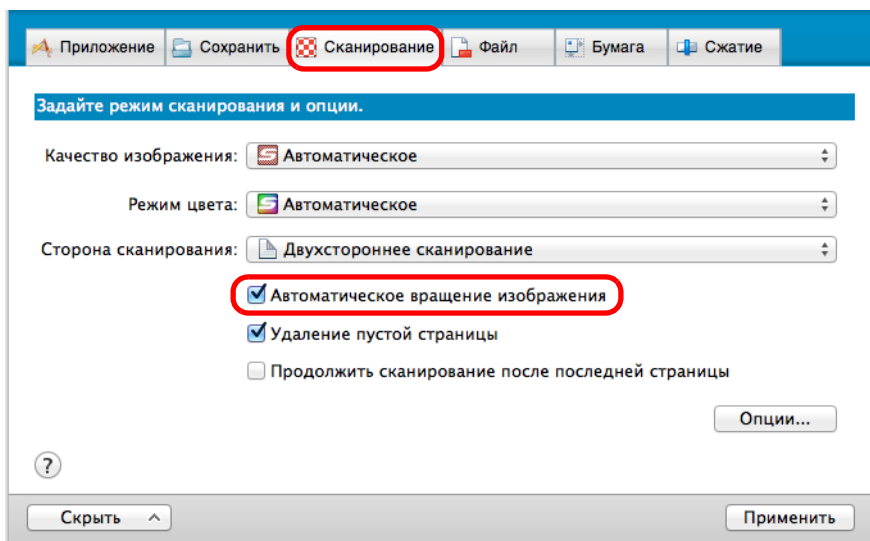 Приложение Сохранить Сканирование Файл Бумага Сжатие
Задайте режим сканирования и опции.
Качество изображения: Автоматическое
Режим цвета: Автоматическое
Сторона сканирования: Двухстороннее сканирование
Автоматическое вращение изображения
Удаление пустой страницы
Продолжить сканирование после последней страницы
Опции...
?
Скрыть Применить